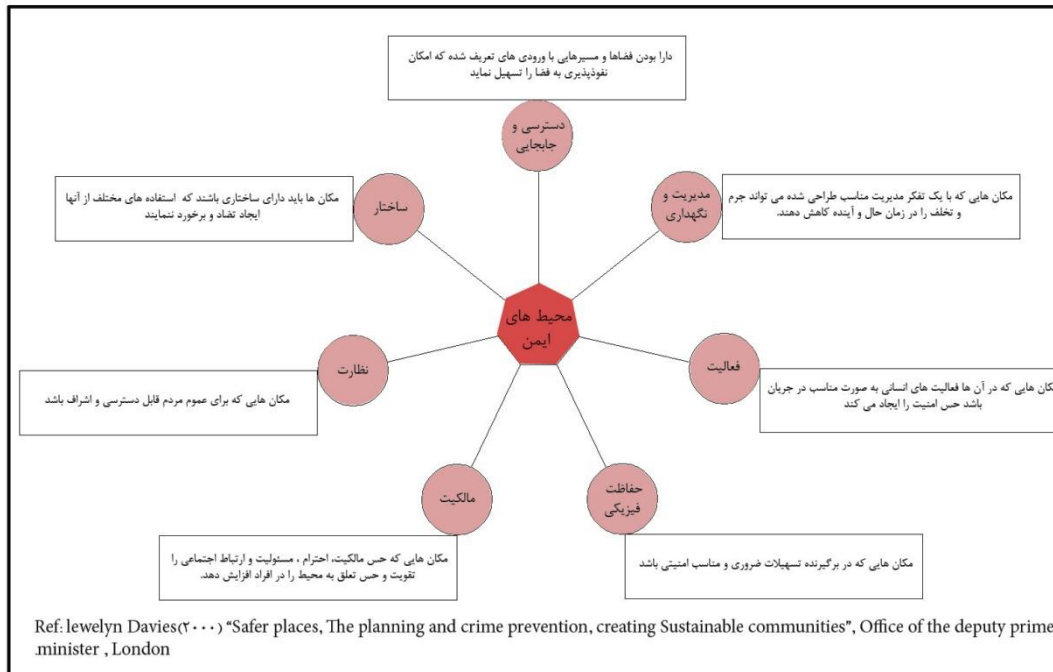 دارا بودن فضاها و مسیرهایی با ورودی های تعریف شده که امکان
نفوذپذیری به فضا را تسهیل نماید
دسترسی و
جابجایی
مدیریت و
نگهداری
مکان هایی که با یک تفکر مدیریت مناسب طراحی شده می تواند جرم
و تخلف را در زمان حال و آینده کاهش دهند.
ساختار
مکان ها باید دارای ساختاری باشند که استفاده های مختلف از آنها
ایجاد تضاد و برخورد ننمایند
محیط های
ایمن
فعالیت
مکان هایی که در آن ها فعالیت های انسانی به صورت مناسب در جریان
باشد حس امنیت را ایجاد می کند
نظارت
مکان هایی که برای عموم مردم قابل دسترسی و اشراف باشد
حفاظت
فیزیکی
مکان هایی که در برگیرنده تسهیلات ضروری و مناسب امنیتی باشد
مالکیت
مکان هایی که حس مالکیت، احترام ، مسئولیت و ارتباط اجتماعی را
تقویت و حس تعلق به محیط را در افراد افزایش دهد.
Ref: lewelyn Davies(۲۰۰۰) “Safer places, The planning and crime prevention, creating Sustainable communities”, Office of the deputy prime
.minister , London